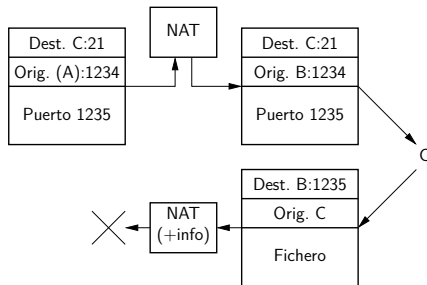 NAT
Dest. C:21
Orig. (A):1234
Puerto 1235
Dest. C:21
Orig. B:1234
Puerto 1235
C
Dest. B:1235
Orig. C
Fichero
NAT
(+info)